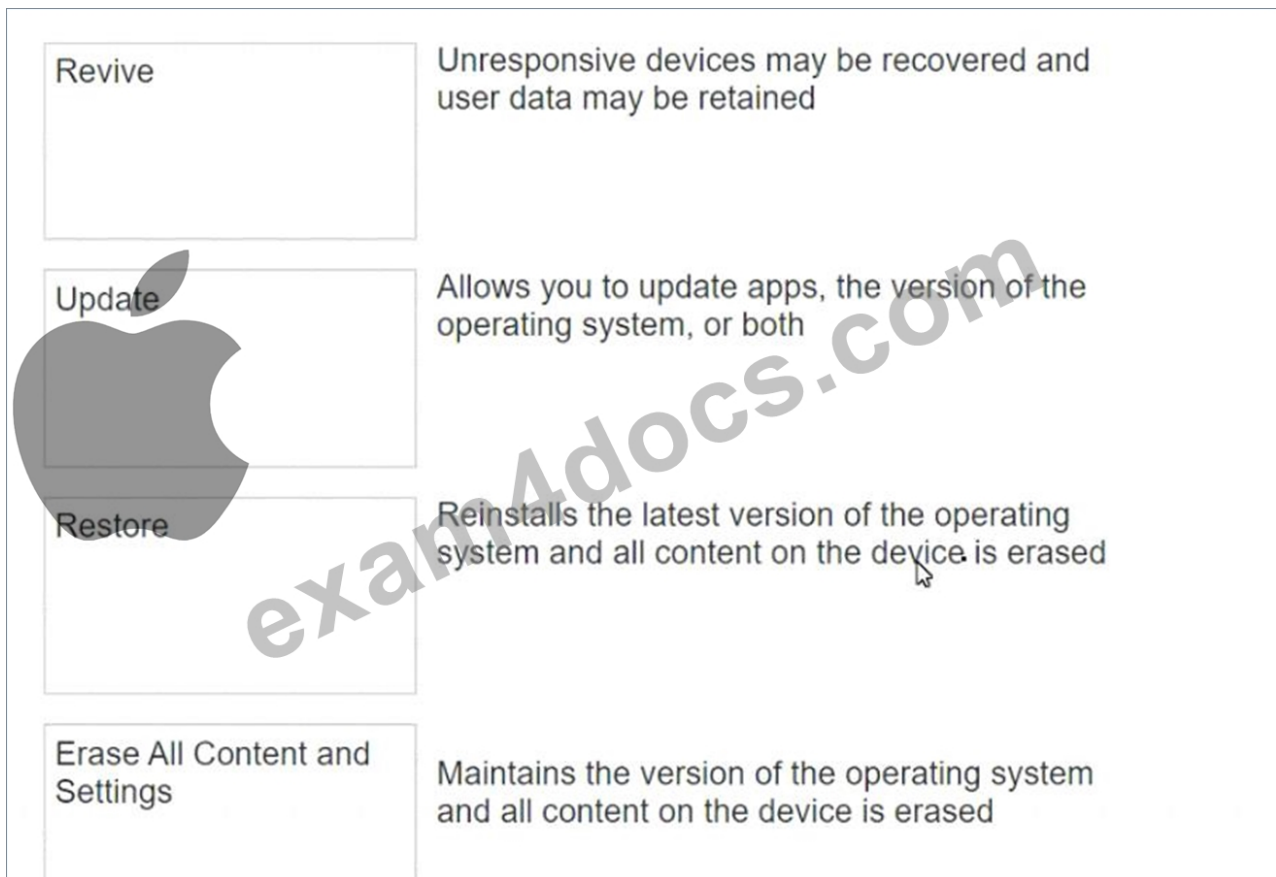 Revive
Unresponsive devices may be recovered and
user data may be retained
Update
Allows you to update apps, the version of the
operating system, or both
Restore
Reinstalls the latest version of the operating
system and all content on the device is erased
Erase All Content and
Settings
Maintains the version of the operating system
and all content on the device is erased
exam4docs.com